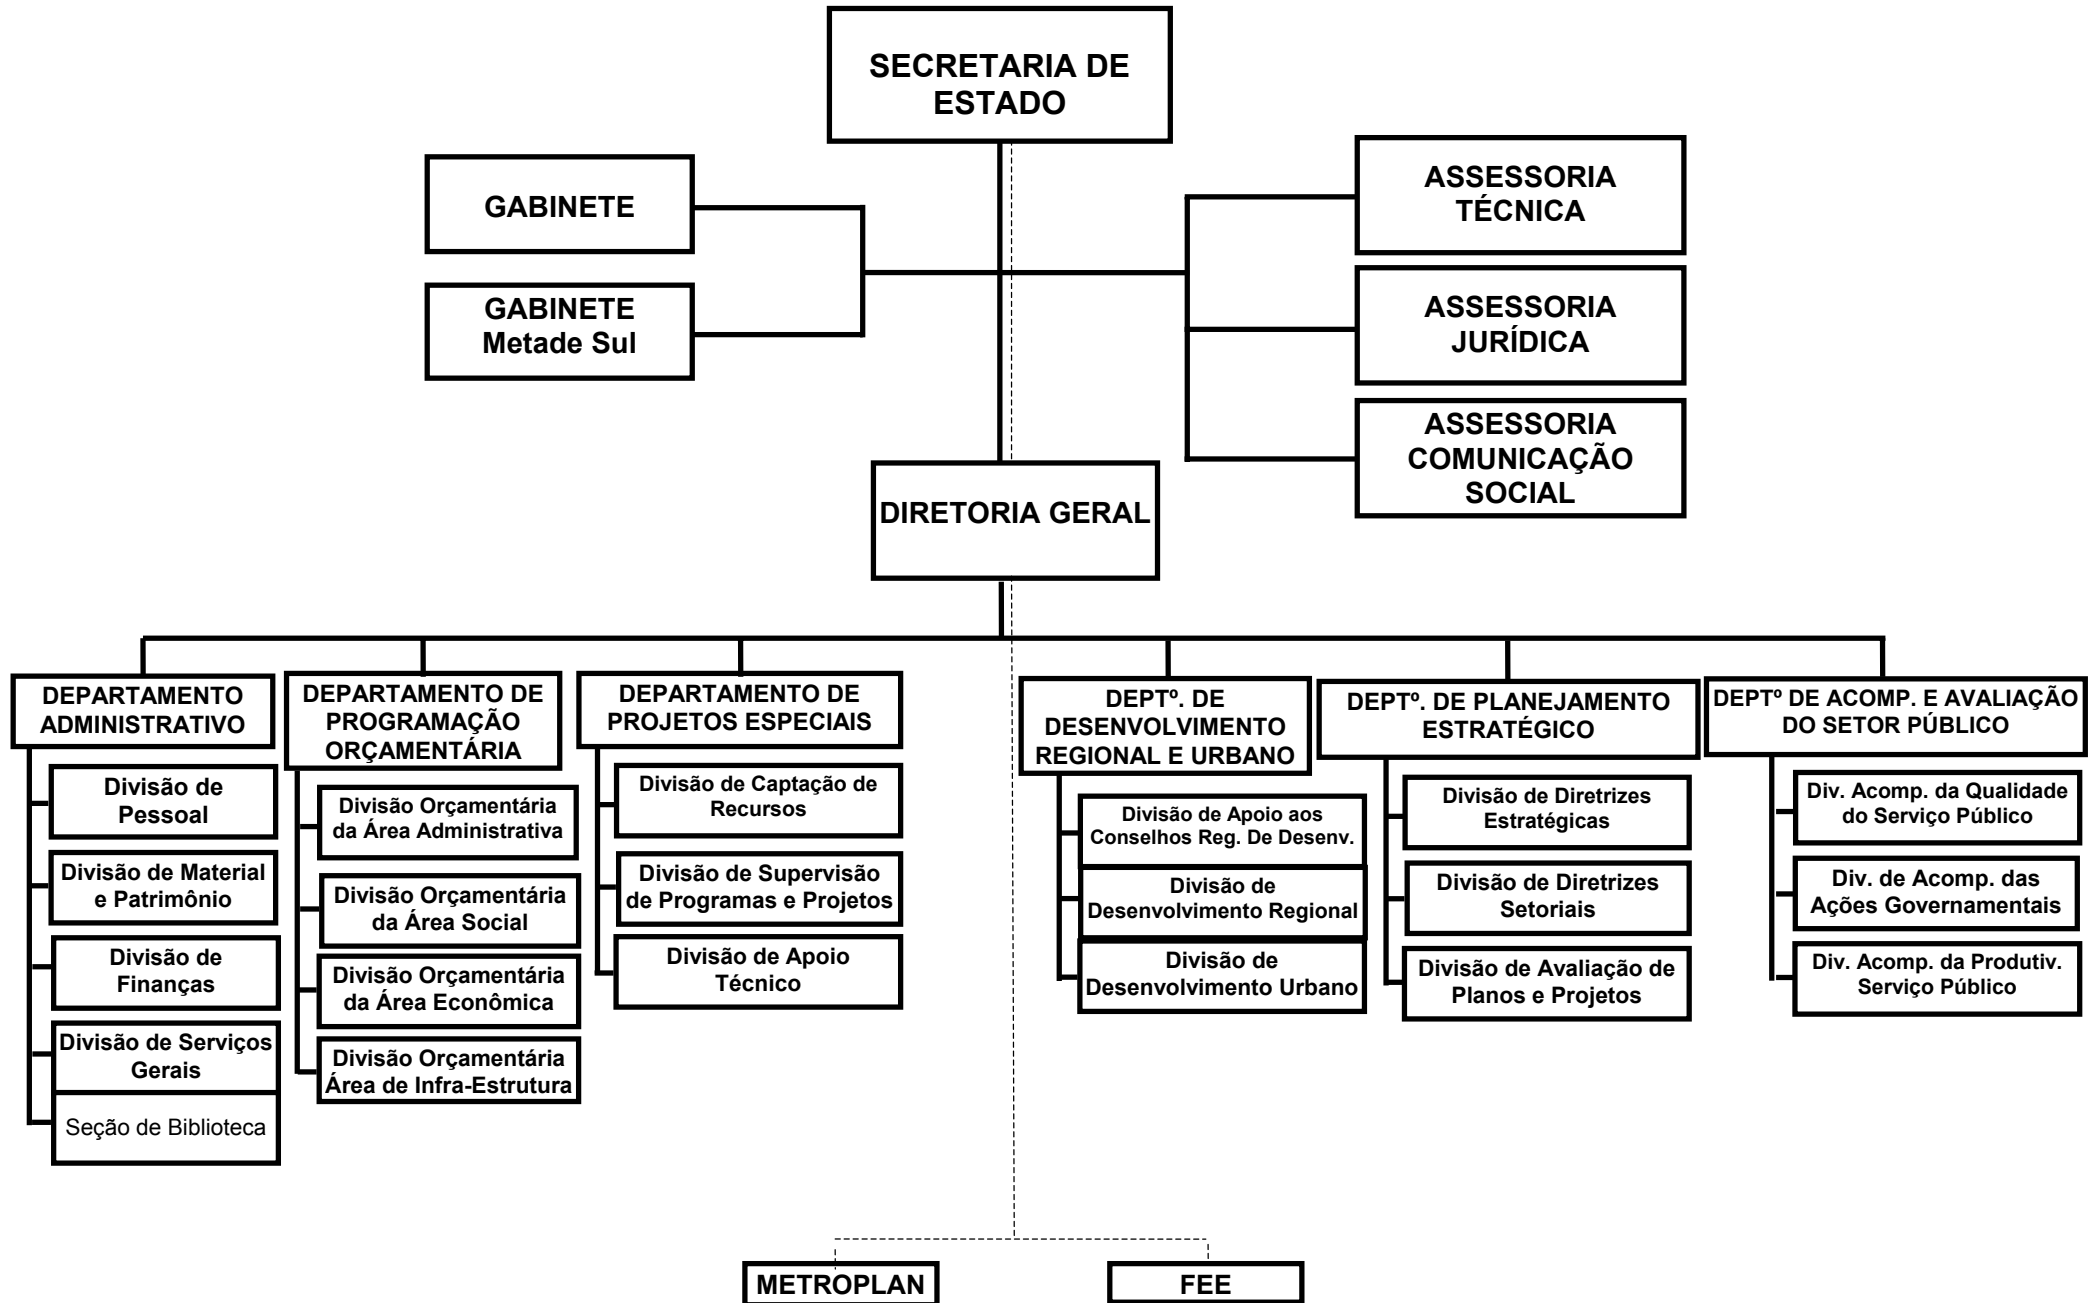 SECRETARIA DE
ESTADO
GABINETE
GABINETE
Metade Sul
ASSESSORIA
TÉCNICA
ASSESSORIA
JURÍDICA
ASSESSORIA
COMUNICAÇÃO
SOCIAL
DIRETORIA GERAL
DEPARTAMENTO
ADMINISTRATIVO
Divisão de
Pessoal
Divisão de Material
e Patrimônio
Divisão de
Finanças
Divisão de Serviços
Gerais
Seção de Biblioteca
DEPARTAMENTO DE
PROGRAMAÇÃO
ORÇAMENTÁRIA
Divisão Orçamentária
da Área Administrativa
Divisão Orçamentária
da Área Social
Divisão Orçamentária
da Área Econômica
Divisão Orçamentária
Área de Infra-Estrutura
DEPARTAMENTO DE
PROJETOS ESPECIAIS
Divisão de Captação de
Recursos
Divisão de Supervisão
de Programas e Projetos
Divisão de Apoio
Técnico
DEPTº. DE
DESENVOLVIMENTO
REGIONAL E URBANO
Divisão de Apoio aos
Conselhos Reg. De Desenv.
Divisão de
Desenvolvimento Regional
Divisão de
Desenvolvimento Urbano
DEPTº. DE PLANEJAMENTO
ESTRATÉGICO
Divisão de Diretrizes
Estratégicas
Divisão de Diretrizes
Setoriais
Divisão de Avaliação de
Planos e Projetos
DEPTº DE ACOMP. E AVALIAÇÃO
DO SETOR PÚBLICO
Div. Acomp. da Qualidade
do Serviço Público
Div. de Acomp. das
Ações Governamentais
Div. Acomp. da Produtiv.
Serviço Público
METROPLAN
FEE